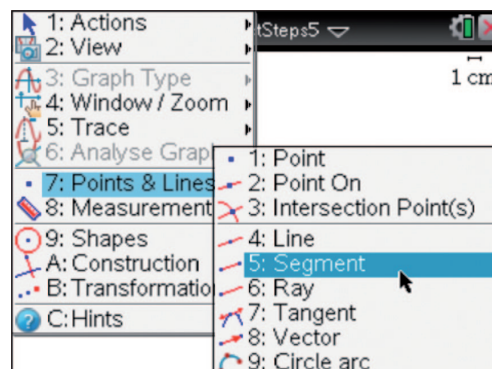 1: Actions
2: View
3: Graph Type
4: Window / Zoom
5: Trace
6: Analyse Grap
7: Points & Lines
8: Measurement
9: Shapes
A: Construction
B: Transformatio
C: Hints
tSteps5
1 cm
1: Point
2: Point On
3: Intersection Point(s)
4: Line
5: Segment
6: Ray
7: Tangent
8: Vector
9: Circle arc